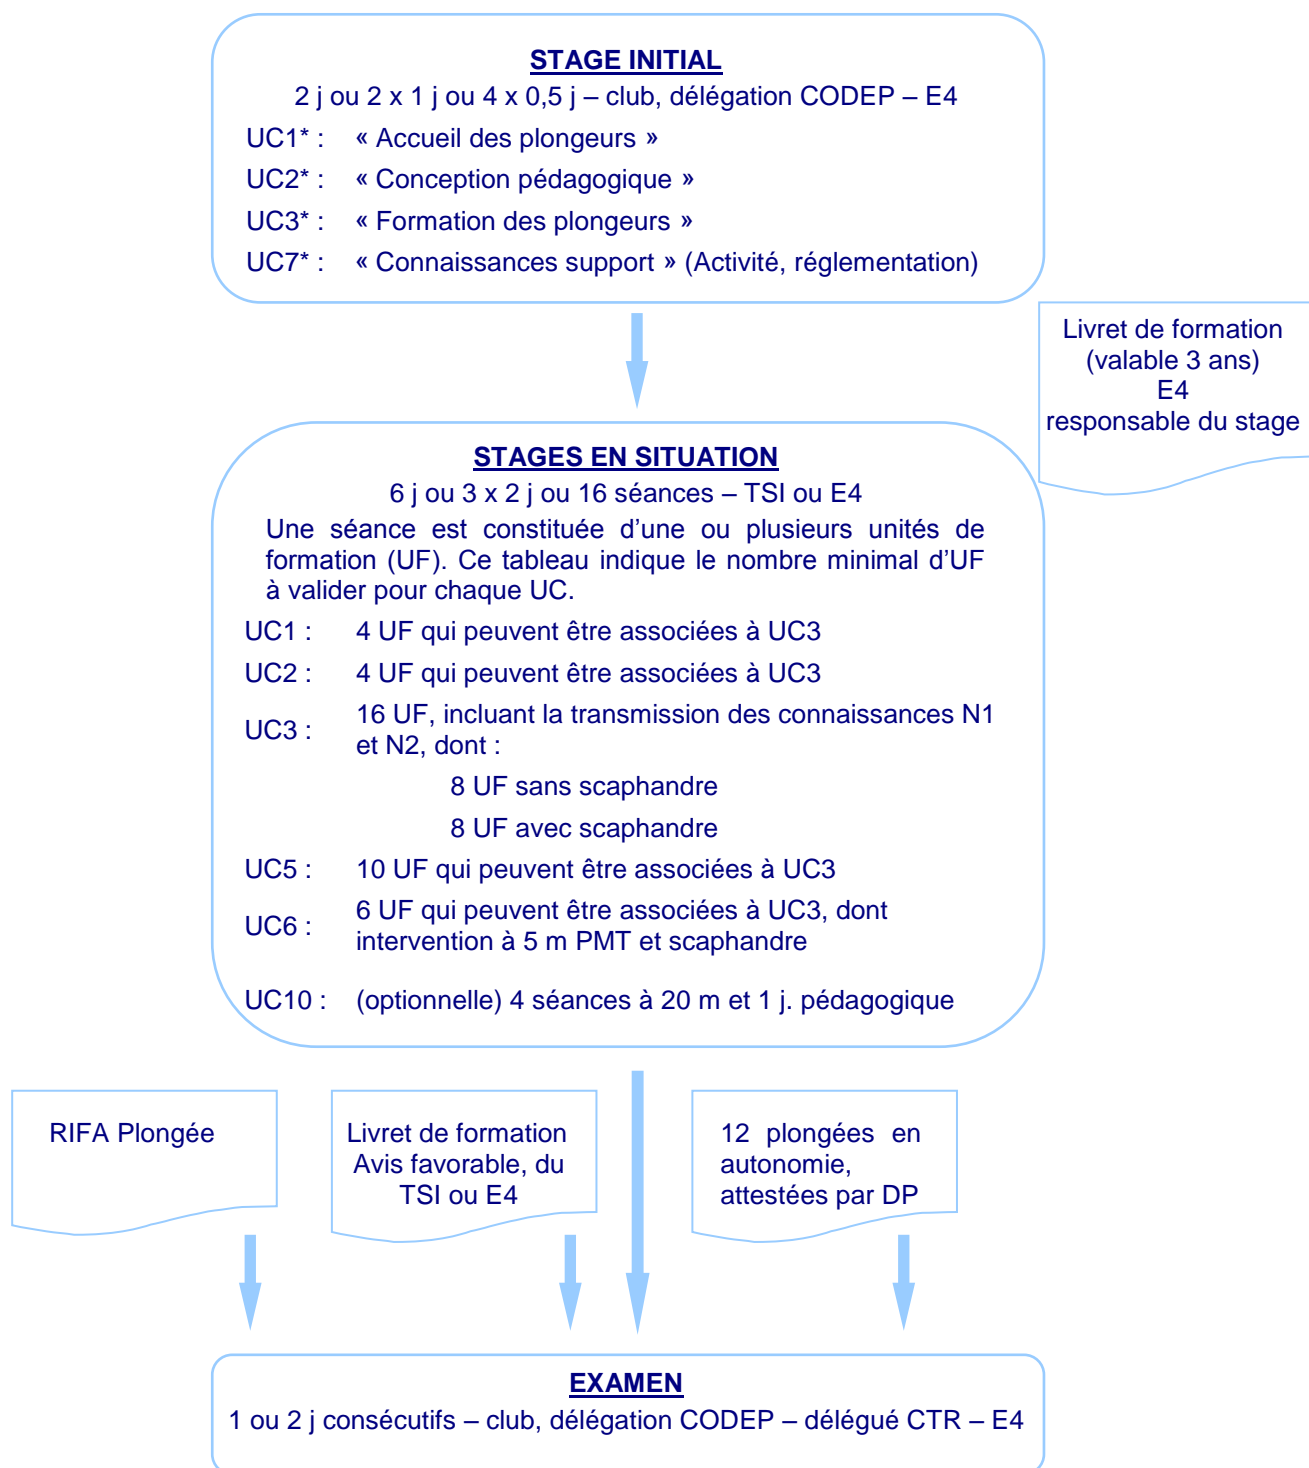 STAGE INITIAL
2 j ou 2 x 1 j ou 4 x 0,5 j – club, délégation CODEP – E4
UC1* : « Accueil des plongeurs »
UC2* : « Conception pédagogique »
UC3* : « Formation des plongeurs »
UC7* : « Connaissances support » (Activité, réglementation)
Livret de formation
(valable 3 ans)
E4
responsable du stage
STAGES EN SITUATION
6 j ou 3 x 2 j ou 16 séances – TSI ou E4
Une séance est constituée d’une ou plusieurs unités de
formation (UF). Ce tableau indique le nombre minimal d’UF
à valider pour chaque UC.
UC1 : 4 UF qui peuvent être associées à UC3
UC2 : 4 UF qui peuvent être associées à UC3
UC3 : 16 UF, incluant la transmission des connaissances N1
et N2, dont :
8 UF sans scaphandre
8 UF avec scaphandre
UC5 : 10 UF qui peuvent être associées à UC3
UC6 : 6 UF qui peuvent être associées à UC3, dont
intervention à 5 m PMT et scaphandre
UC10 : (optionnelle) 4 séances à 20 m et 1 j. pédagogique
RIFA Plongée
Livret de formation
Avis favorable, du
TSI ou E4
12 plongées en
autonomie,
attestées par DP
EXAMEN
1 ou 2 j consécutifs – club, délégation CODEP – délégué CTR – E4